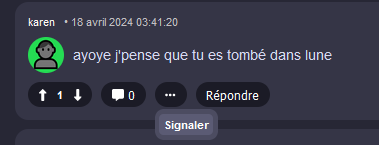 karen • 18 avril 2024 03:41:20
ayoye j'pense que tu es tombé dans lune
1 0 ••• Répondre
Signaler